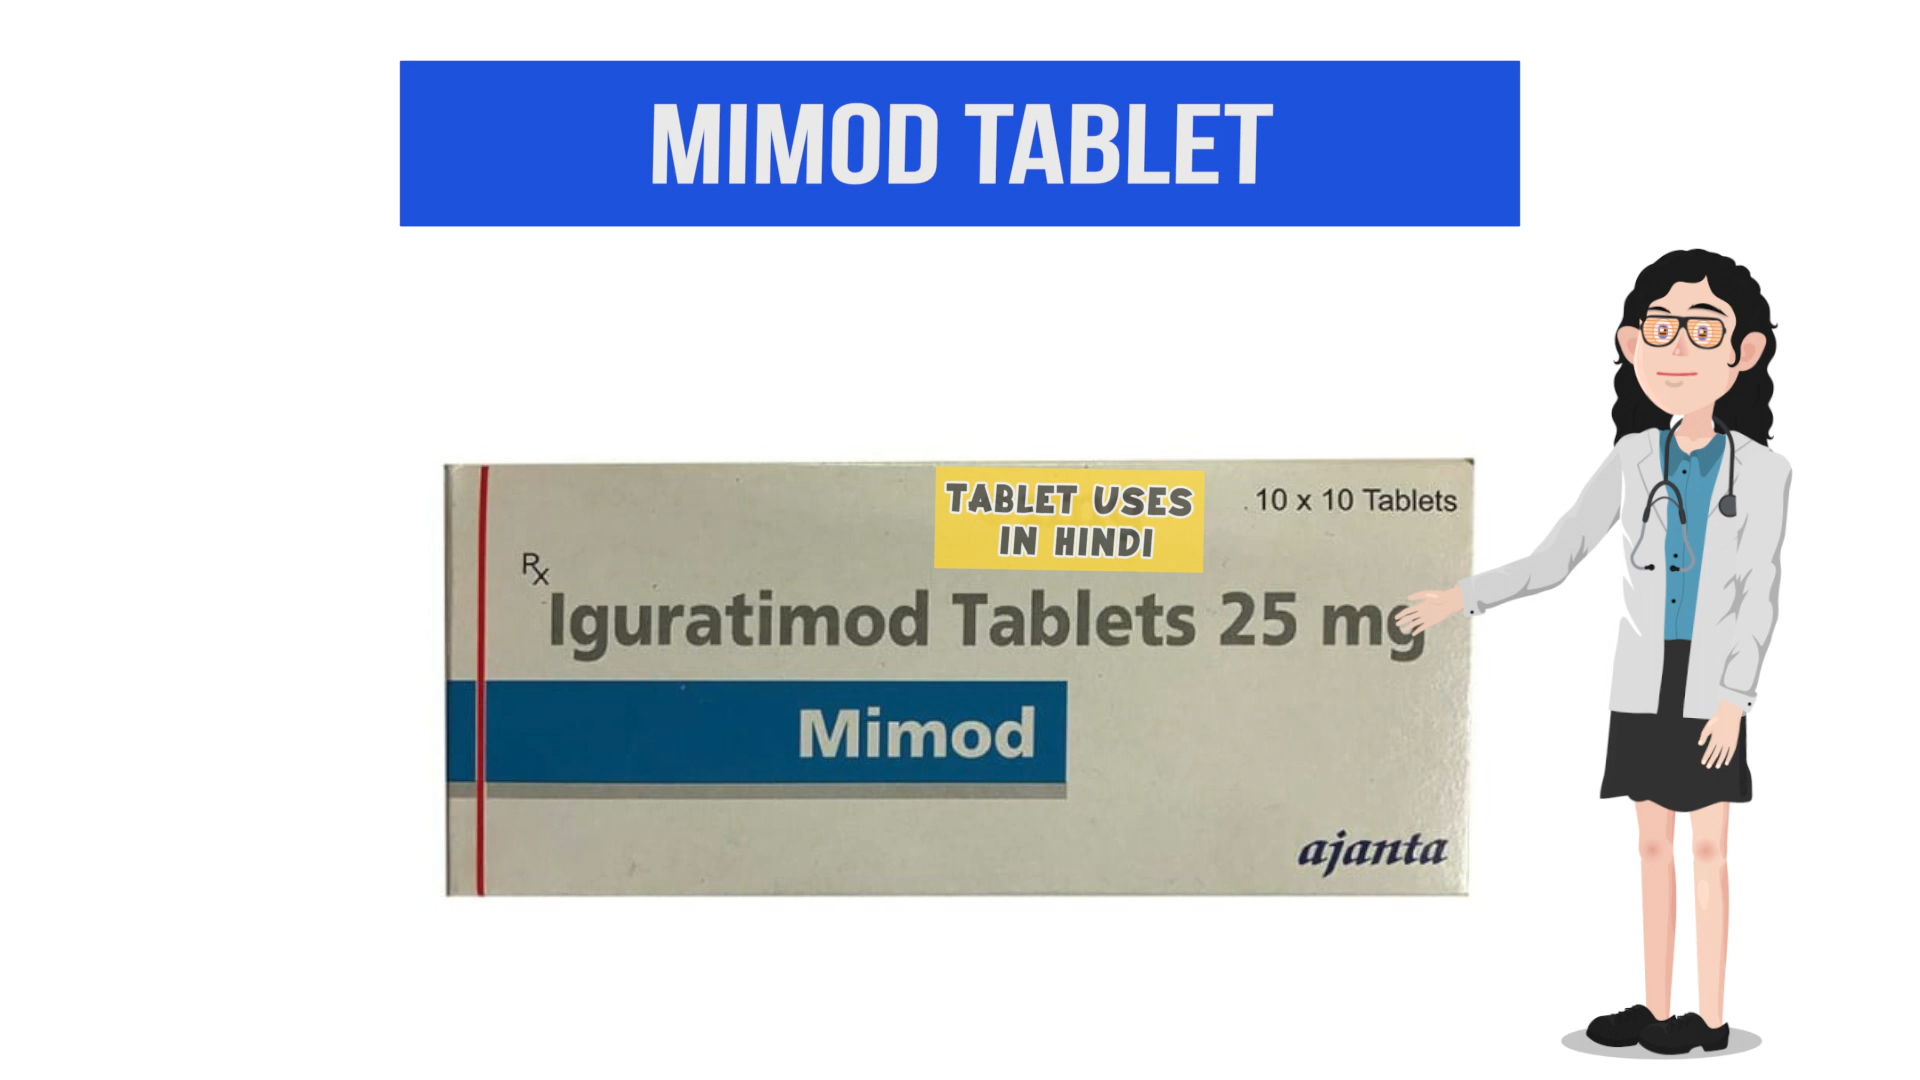 MIMOD TABLET
TABLET USES
IN HINDI
10 x 10 Tablets
Rx
Iguratimod Tablets 25 mg
Mimod
ajanta